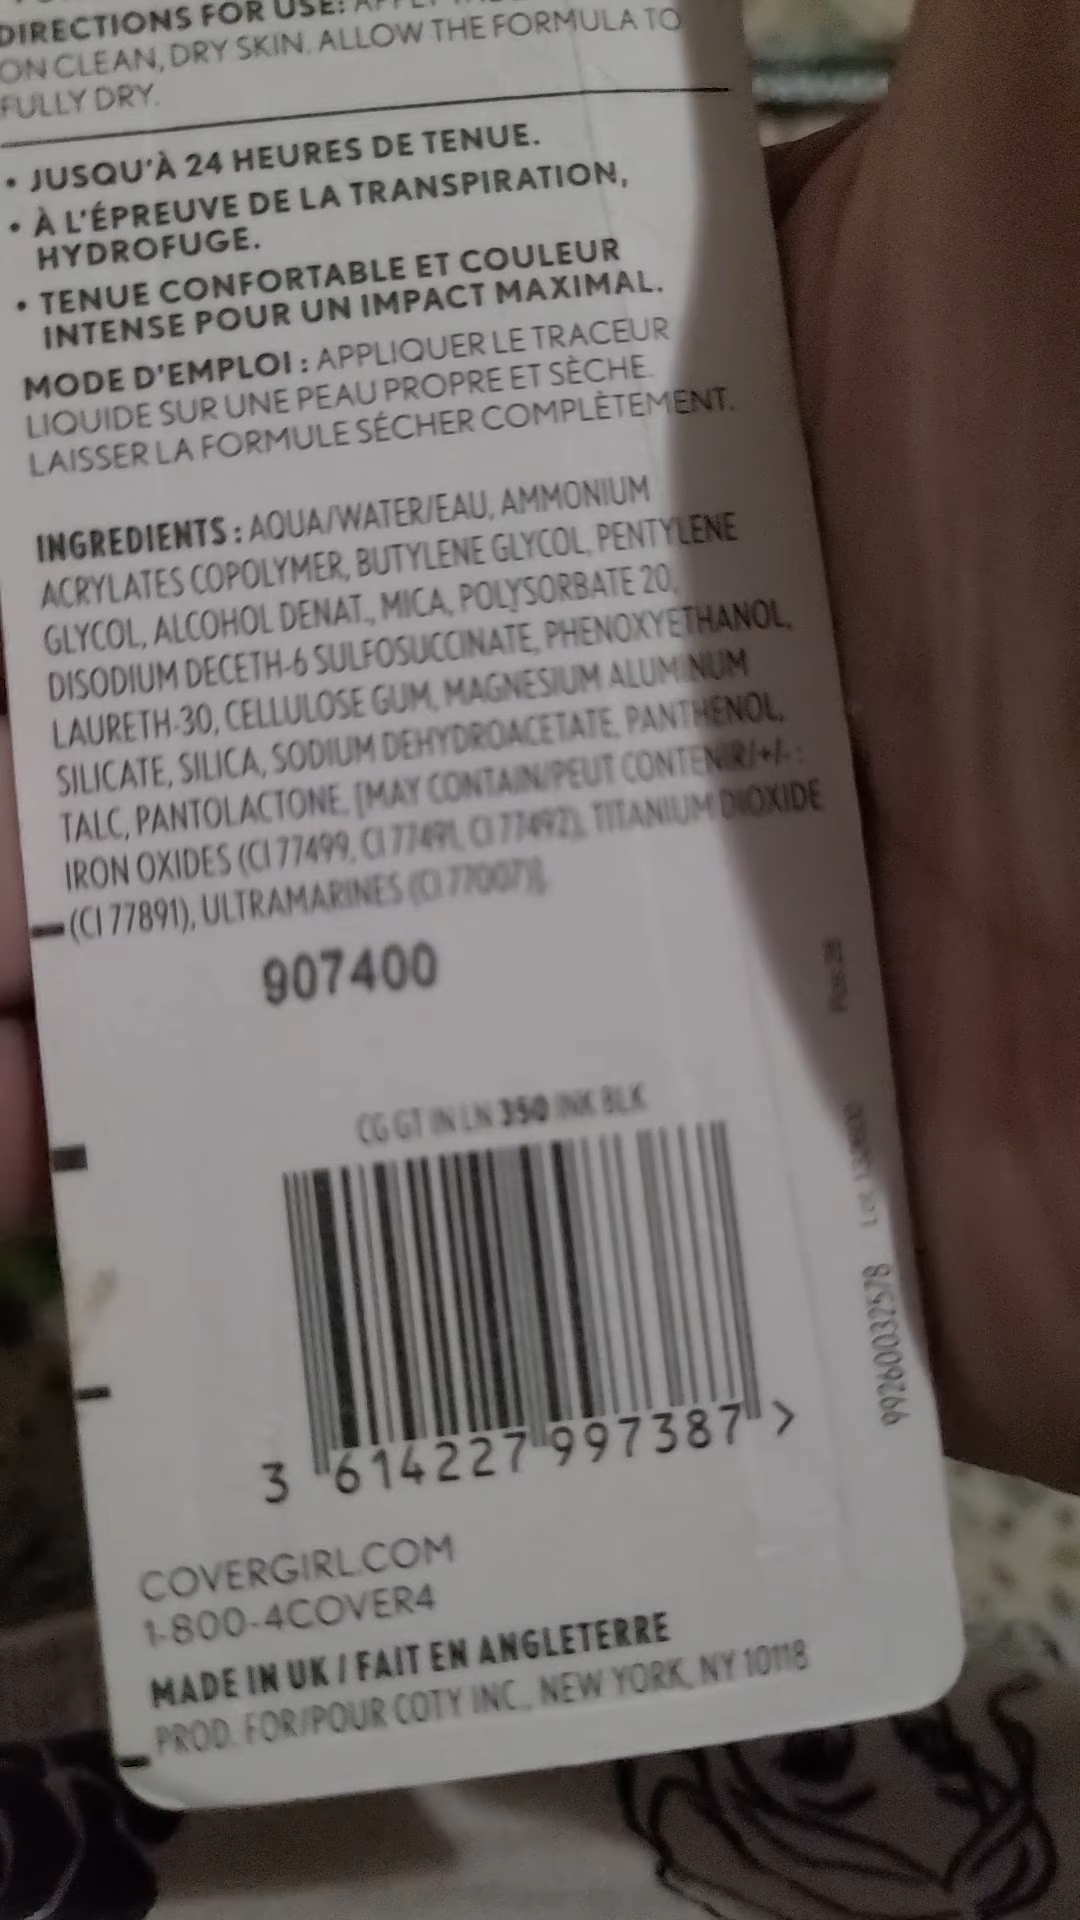 DIRECTIONS FOR USE:
ON CLEAN, DRY SKIN. ALLOW THE FORMULA TO
FULLY DRY.
• JUSQU'À 24 HEURES DE TENUE.
• À L'ÉPREUVE DE LA TRANSPIRATION,
HYDROFUGE.
• TENUE CONFORTABLE ET COULEUR
INTENSE POUR UN IMPACT MAXIMAL.
MODE D'EMPLOI : APPLIQUER LE TRACEUR
LIQUIDE SUR UNE PEAU PROPRE ET SÈCHE.
LAISSER LA FORMULE SÉCHER COMPLÈTEMENT.
INGREDIENTS : AQUA/WATER/EAU, AMMONIUM
ACRYLATES COPOLYMER, BUTYLENE GLYCOL, PENTYLENE
GLYCOL, ALCOHOL DENAT., MICA, POLYSORBATE 20,
DISODIUM DECETH-6 SULFOSUCCINATE, PHENOXYETHANOL,
LAURETH-30, CELLULOSE GUM, MAGNESIUM ALUMINUM
SILICATE, SILICA, SODIUM DEHYDROACETATE, PANTHENOL,
TALC, PANTOLACTONE, [MAY CONTAIN/PEUT CONTENIR/+/- :
IRON OXIDES (CI 77499, CI 77491, CI 77492), TITANIUM DIOXIDE
(CI 77891), ULTRAMARINES (CI 77007)].
907400
CG GT IN LN 350 INK BLK
3 614227 997387 >
99260032578
COVERGIRL.COM
1-800-4COVER4
MADE IN UK / FAIT EN ANGLETERRE
PROD. FOR/POUR COTY INC., NEW YORK, NY 10118